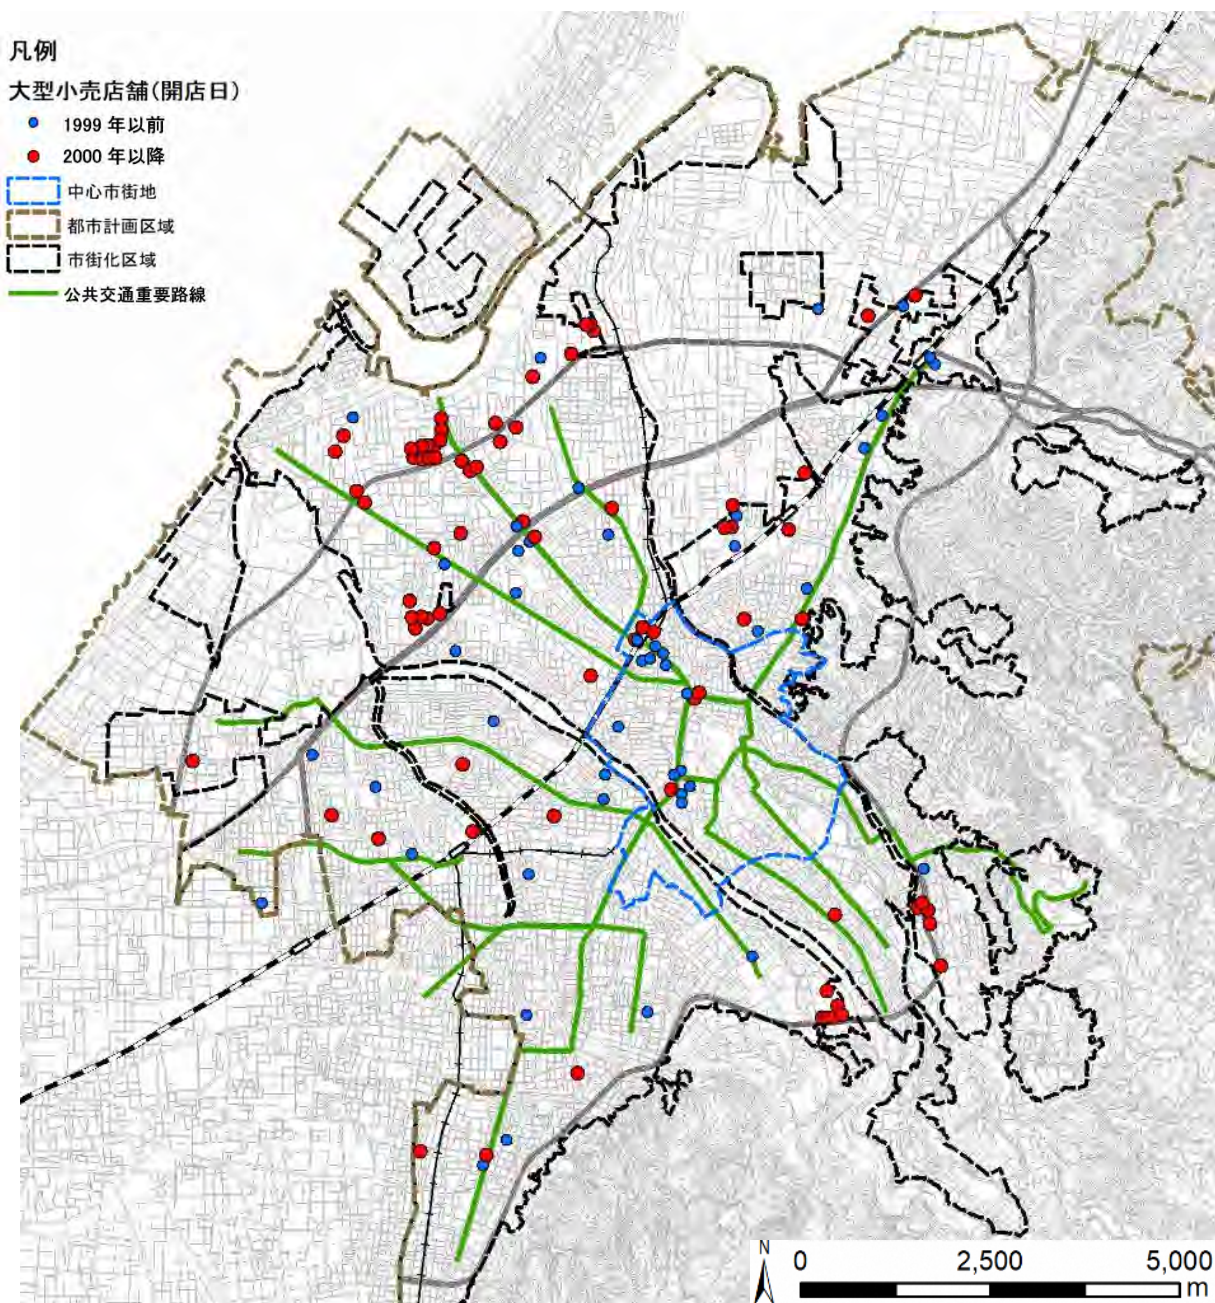 凡例
大型小売店舗(開店日)
1999 年以前
2000 年以降
中心市街地
都市計画区域
市街化区域
公共交通重要路線
N
0 2,500 5,000
m